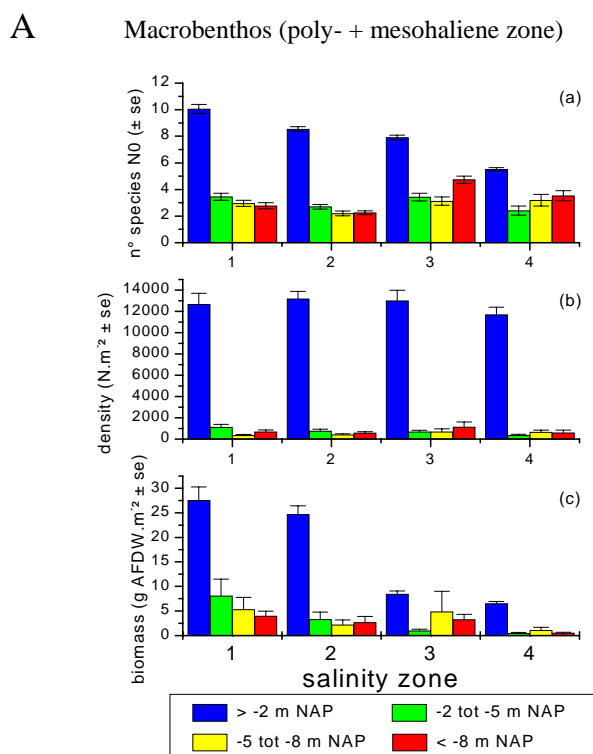 A
Macrobenthos (poly- + mesohaliene zone)
(a)
n° species N0 (± se)
12
10
8
6
4
2
0
1 2 3 4
(b)
density (N.m⁻² ± se)
14000
12000
10000
8000
6000
4000
2000
0
1 2 3 4
(c)
biomass (g AFDW.m⁻² ± se)
30
25
20
15
10
5
0
1 2 3 4
salinity zone
> -2 m NAP
-2 tot -5 m NAP
-5 tot -8 m NAP
< -8 m NAP